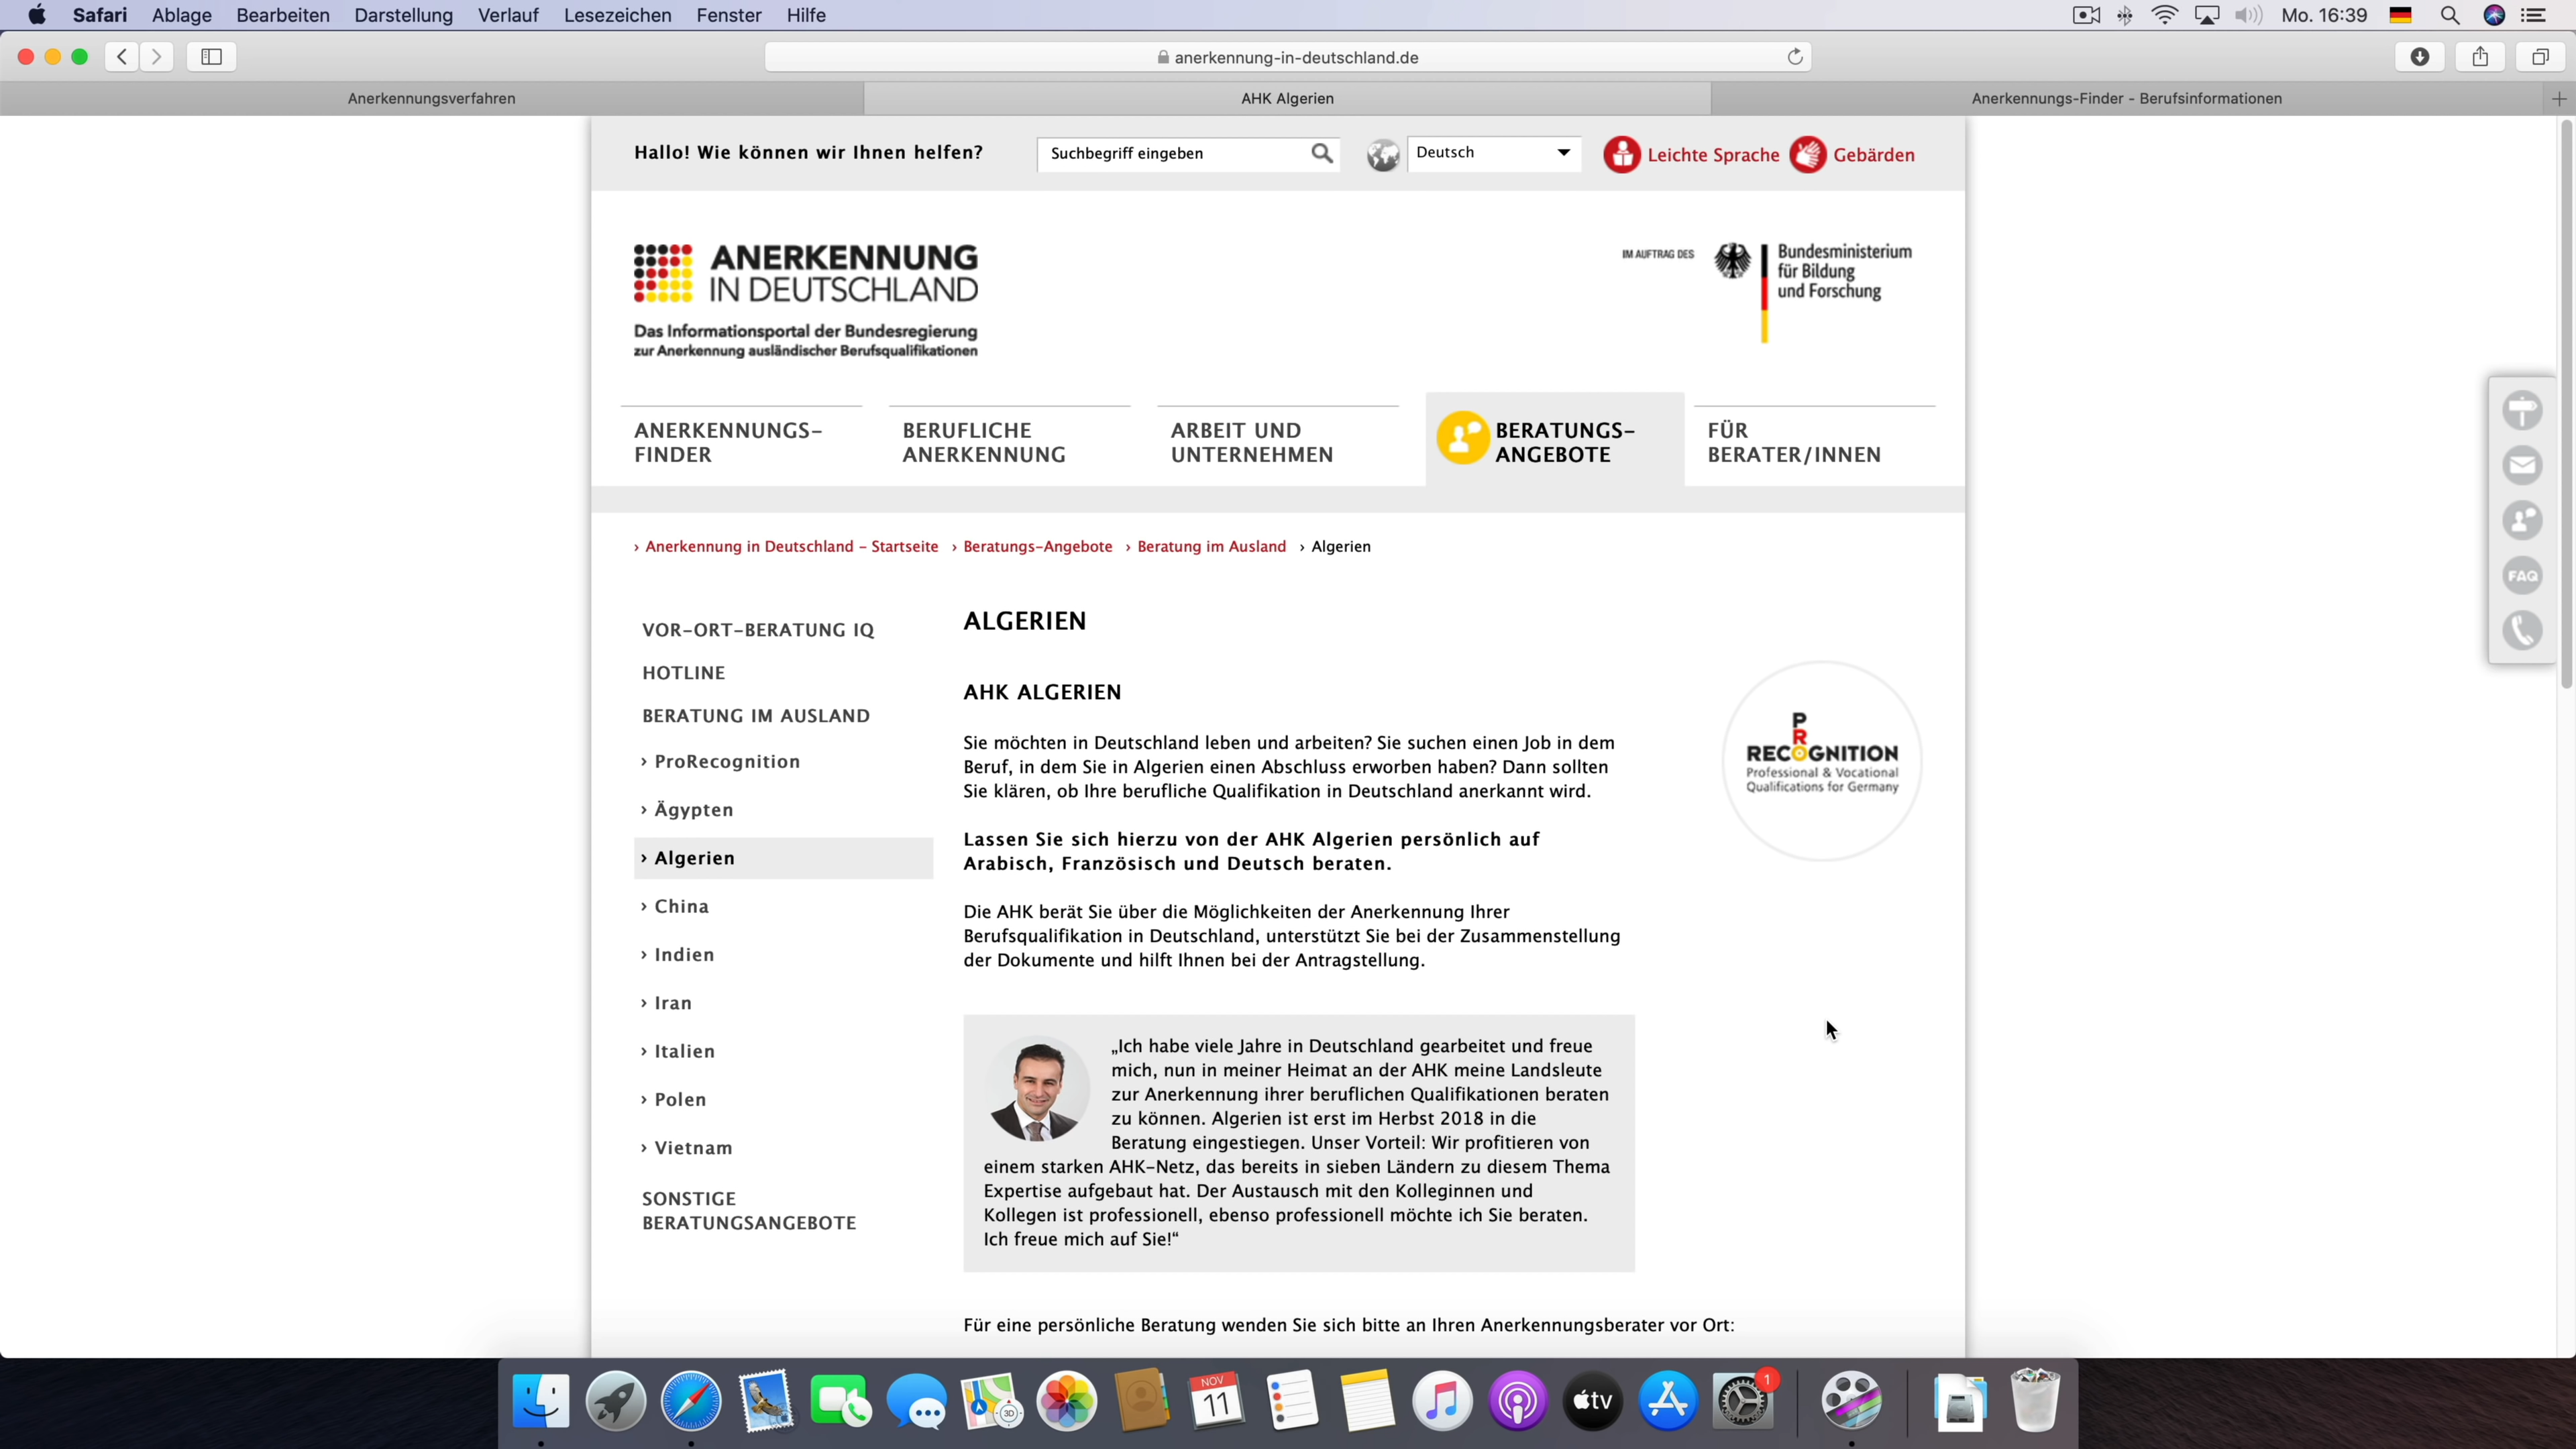 Safari Ablage Bearbeiten Darstellung Verlauf Lesezeichen Fenster Hilfe Mo. 16:39
anerkennung-in-deutschland.de
Anerkennungsverfahren AHK Algerien Anerkennungs-Finder - Berufsinformationen
Hallo! Wie können wir Ihnen helfen? Suchbegriff eingeben Deutsch Leichte Sprache Gebärden
ANERKENNUNG
IN DEUTSCHLAND
Das Informationsportal der Bundesregierung
zur Anerkennung ausländischer Berufsqualifikationen
IM AUFTRAG DES
Bundesministerium
für Bildung
und Forschung
ANERKENNUNGS-
FINDER
BERUFLICHE
ANERKENNUNG
ARBEIT UND
UNTERNEHMEN
BERATUNGS-
ANGEBOTE
FÜR
BERATER/INNEN
› Anerkennung in Deutschland - Startseite › Beratungs-Angebote › Beratung im Ausland › Algerien
VOR-ORT-BERATUNG IQ
HOTLINE
BERATUNG IM AUSLAND
› ProRecognition
› Ägypten
› Algerien
› China
› Indien
› Iran
› Italien
› Polen
› Vietnam
SONSTIGE
BERATUNGSANGEBOTE
ALGERIEN
AHK ALGERIEN
Sie möchten in Deutschland leben und arbeiten? Sie suchen einen Job in dem
Beruf, in dem Sie in Algerien einen Abschluss erworben haben? Dann sollten
Sie klären, ob Ihre berufliche Qualifikation in Deutschland anerkannt wird.
Lassen Sie sich hierzu von der AHK Algerien persönlich auf
Arabisch, Französisch und Deutsch beraten.
Die AHK berät Sie über die Möglichkeiten der Anerkennung Ihrer
Berufsqualifikation in Deutschland, unterstützt Sie bei der Zusammenstellung
der Dokumente und hilft Ihnen bei der Antragstellung.
„Ich habe viele Jahre in Deutschland gearbeitet und freue
mich, nun in meiner Heimat an der AHK meine Landsleute
zur Anerkennung ihrer beruflichen Qualifikationen beraten
zu können. Algerien ist erst im Herbst 2018 in die
Beratung eingestiegen. Unser Vorteil: Wir profitieren von
einem starken AHK-Netz, das bereits in sieben Ländern zu diesem Thema
Expertise aufgebaut hat. Der Austausch mit den Kolleginnen und
Kollegen ist professionell, ebenso professionell möchte ich Sie beraten.
Ich freue mich auf Sie!“
Für eine persönliche Beratung wenden Sie sich bitte an Ihren Anerkennungsberater vor Ort:
PRO
RECOGNITION
Professional & Vocational
Qualifications for Germany
FAQ
3D
NOV
11
tv
1